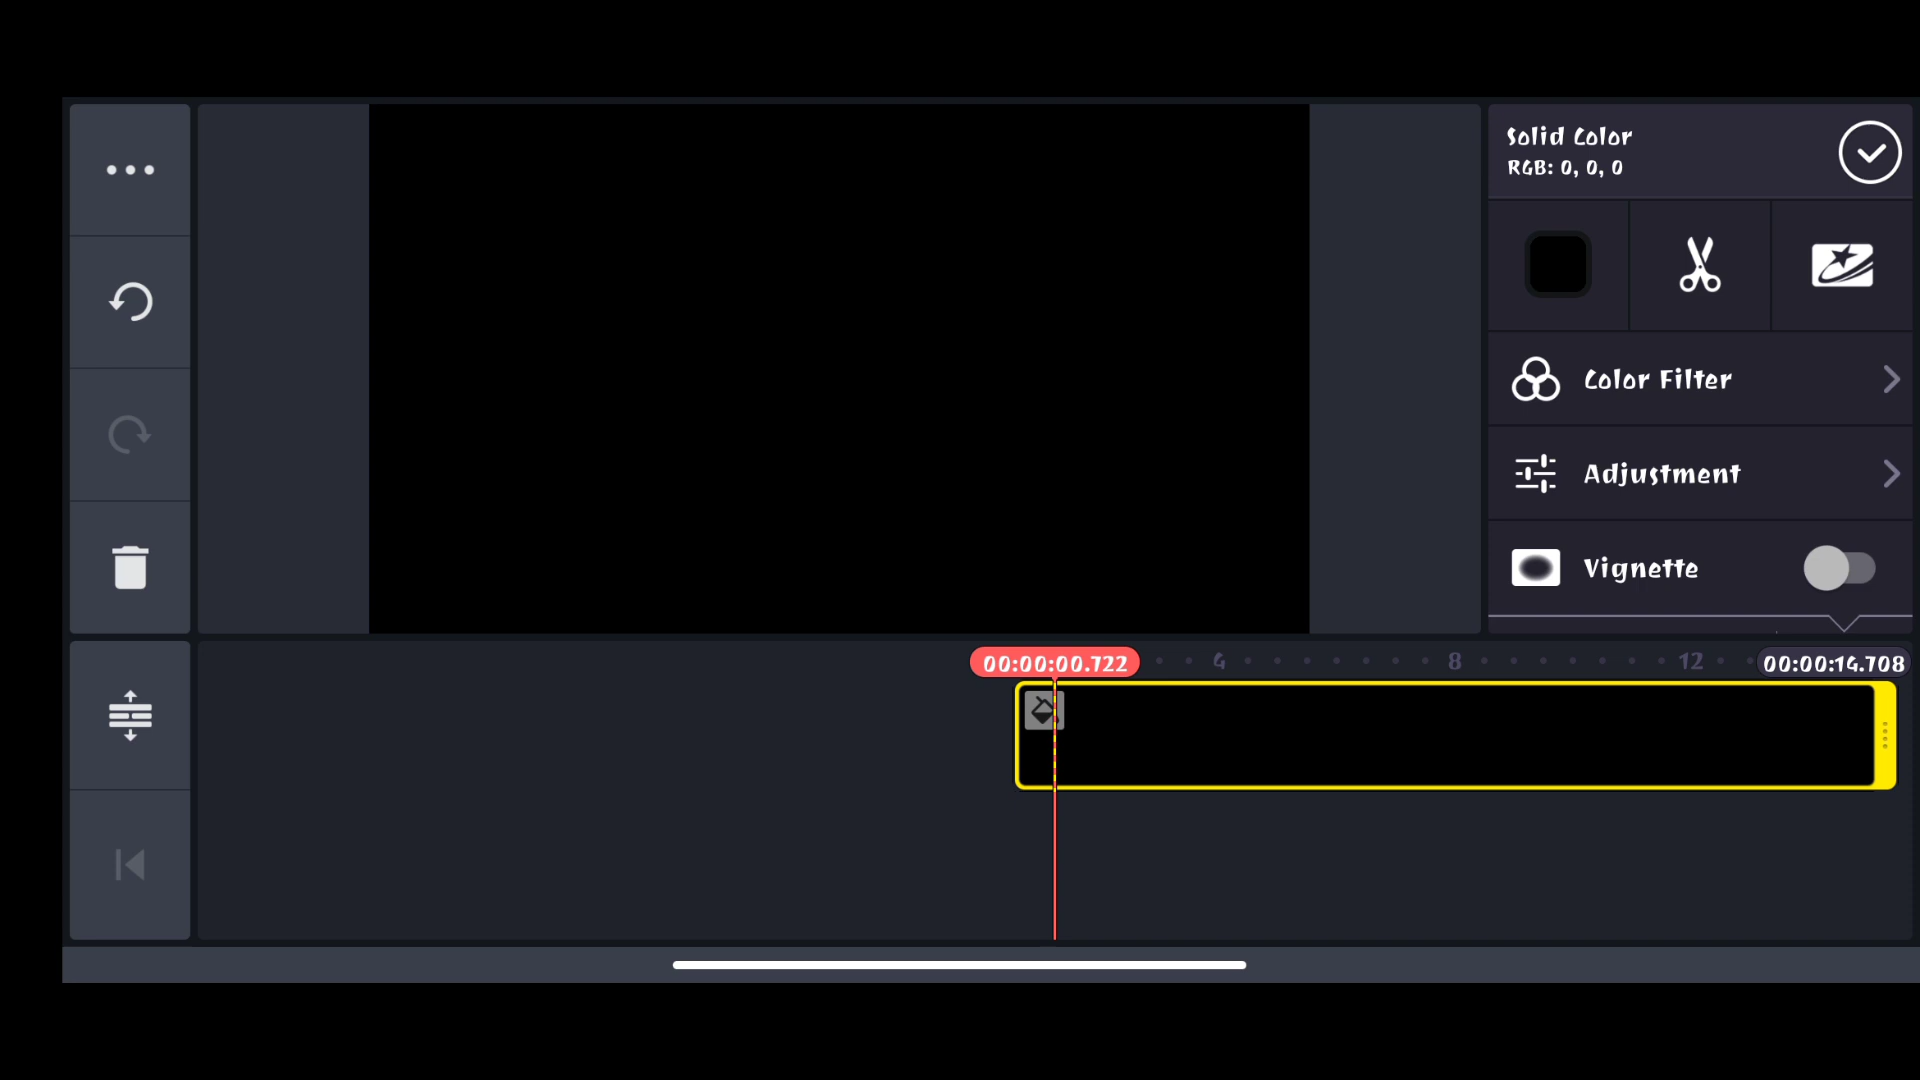 Solid Color
RGB: 0, 0, 0
Color Filter
Adjustment
Vignette
00:00:00.722
4
8
12
00:00:14.708